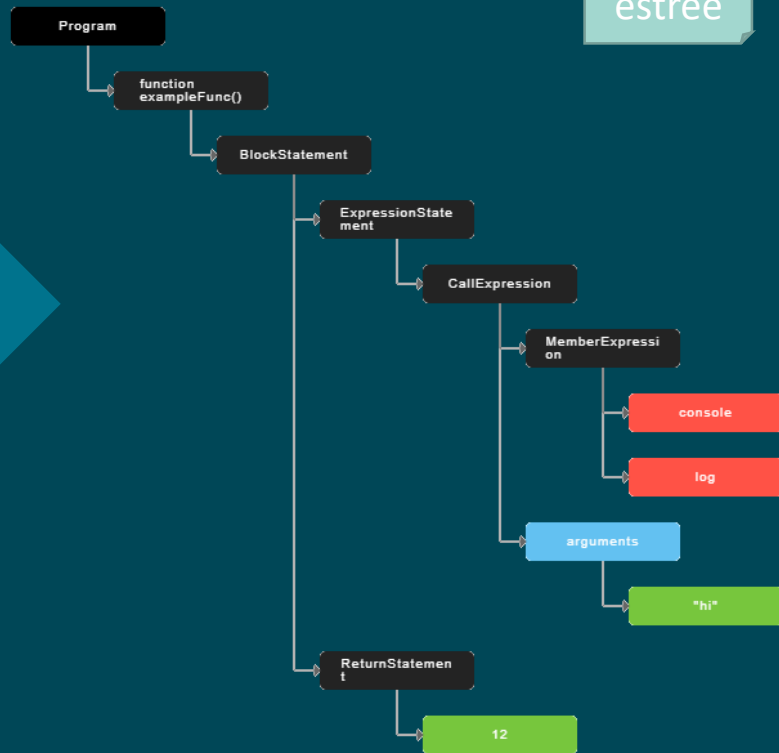 estree
Program
function
exampleFunc()
BlockStatement
ExpressionState
ment
CallExpression
MemberExpressi
on
console
log
arguments
"hi"
ReturnStatemen
t
12